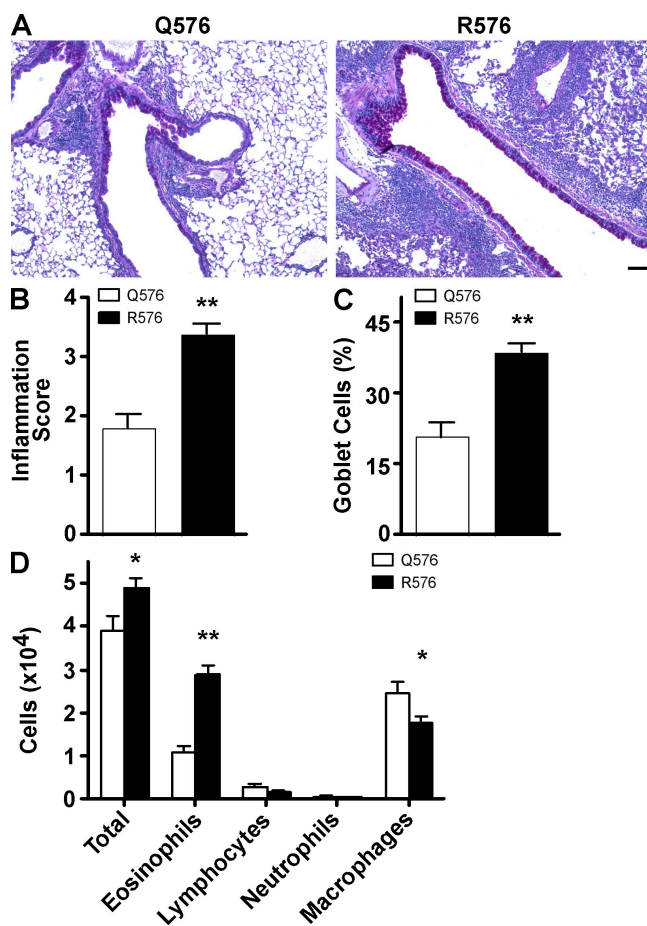 A
Q576
R576
B
Inflammation
Score
4
3
2
1
0
Q576
R576
**
C
Goblet Cells (%)
45
30
15
0
Q576
R576
**
D
Cells (x10⁴)
5
4
3
2
1
0
Q576
R576
*
**
*
Total
Eosinophils
Lymphocytes
Neutrophils
Macrophages